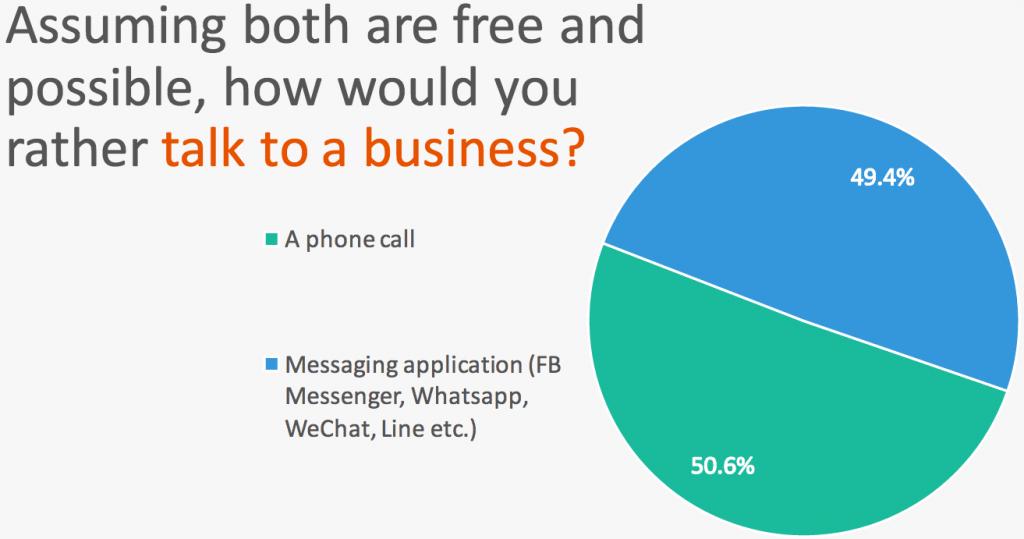 Assuming both are free and
possible, how would you
rather talk to a business?
49.4%
A phone call
Messaging application (FB
Messenger, Whatsapp,
WeChat, Line etc.)
50.6%